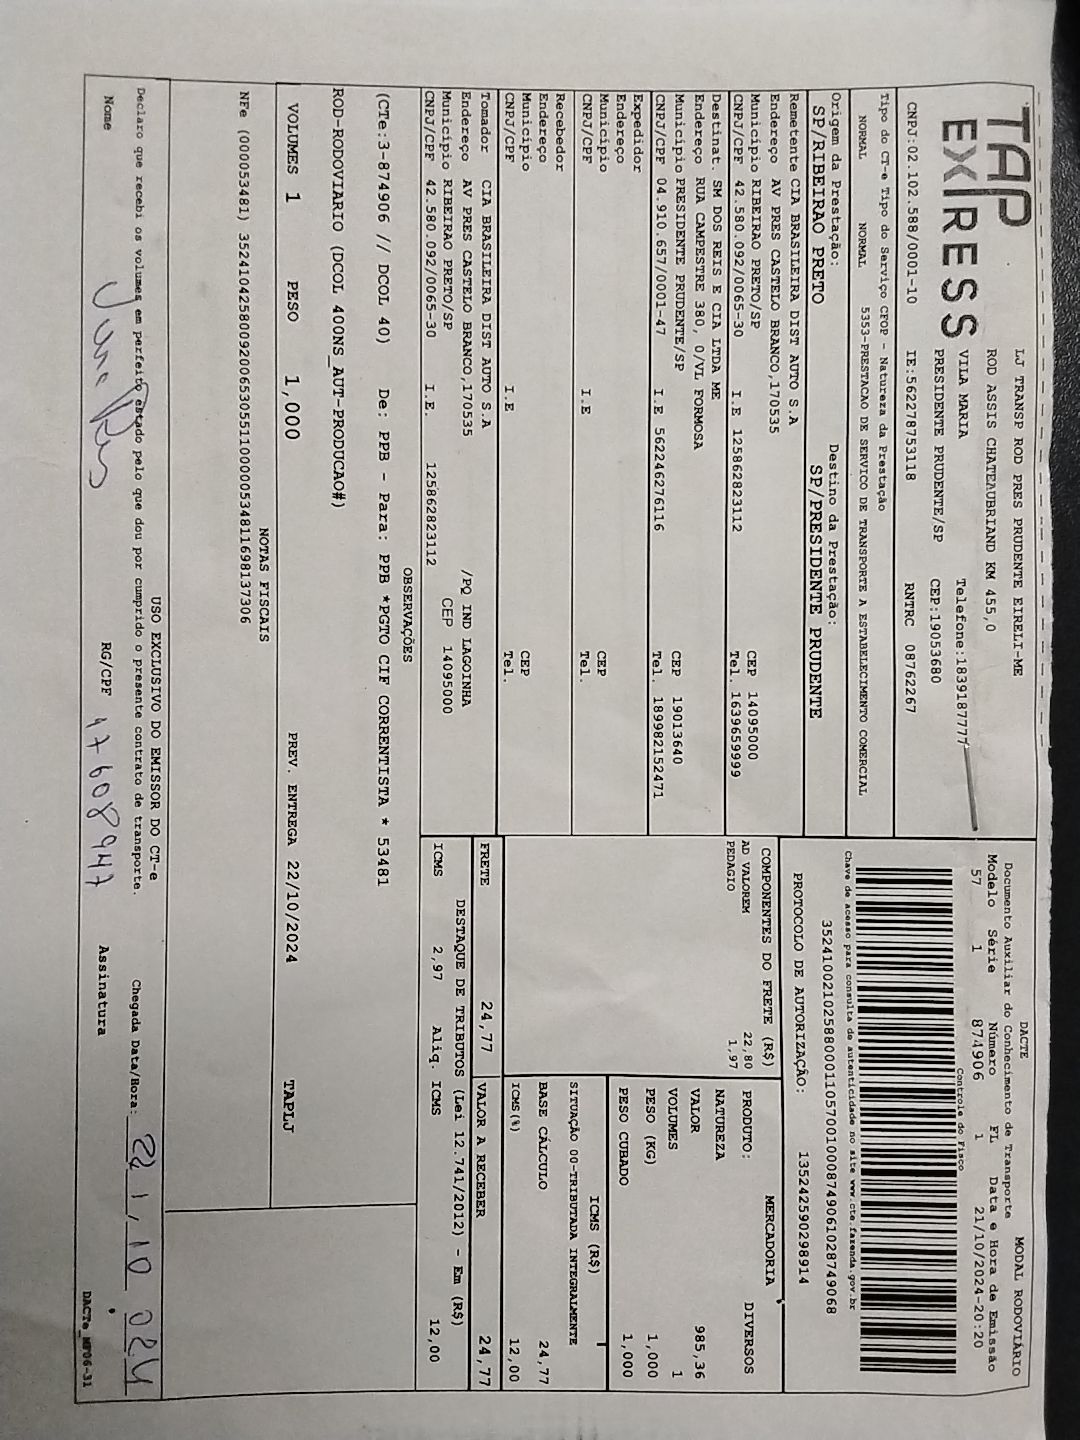 TAP
EXPRESS
LJ TRANSP ROD PRES PRUDENTE EIRELI-ME
ROD ASSIS CHATEAUBRIAND KM 455,0
VILA MARIA Telefone:1839187777
PRESIDENTE PRUDENTE/SP CEP:19053680
CNPJ:02.102.588/0001-10 IE:562278753118 RNTRC 08762267
DACTE MODAL RODOVIÁRIO
Documento Auxiliar do Conhecimento de Transporte
Modelo Série Número FL Data e Hora de Emissão
57 1 874906 1 21/10/2024-20:20
Controle do Fisco
Chave de acesso para consulta de autenticidade no site www.cte.fazenda.gov.br
PROTOCOLO DE AUTORIZAÇÃO: 135242590298914
Tipo do CT-e Tipo do Serviço CFOP - Natureza da Prestação
NORMAL NORMAL 5353-PRESTACAO DE SERVICO DE TRANSPORTE A ESTABELECIMENTO COMERCIAL
Origem da Prestação: Destino da Prestação:
SP/RIBEIRAO PRETO SP/PRESIDENTE PRUDENTE
Remetente CIA BRASILEIRA DIST AUTO S.A
Endereço AV PRES CASTELO BRANCO,170535
Município RIBEIRAO PRETO/SP CEP 14095000
CNPJ/CPF 42.580.092/0065-30 I.E 125862823112 Tel. 1639659999
Destinat. SM DOS REIS E CIA LTDA ME
Endereço RUA CAMPESTRE 380, 0/VL FORMOSA
Município PRESIDENTE PRUDENTE/SP CEP 19013640
CNPJ/CPF 04.910.657/0001-47 I.E 562246276116 Tel. 189982152471
Expedidor
Endereço
Município CEP
CNPJ/CPF I.E Tel.
Recebedor
Endereço
Município CEP
CNPJ/CPF I.E Tel.
Tomador CIA BRASILEIRA DIST AUTO S.A
Endereço AV PRES CASTELO BRANCO,170535 /PQ IND LAGOINHA
Município RIBEIRAO PRETO/SP CEP 14095000
CNPJ/CPF 42.580.092/0065-30 I.E. 125862823112
COMPONENTES DO FRETE (R$)
AD VALOREM 22,80
PEDAGIO 1,97
MERCADORIA
PRODUTO: DIVERSOS
NATUREZA
VALOR 985,36
VOLUMES 1
PESO (KG) 1,000
PESO CUBADO 1,000
ICMS (R$)
SITUAÇÃO 00-TRIBUTADA INTEGRALMENTE
BASE CÁLCULO 24,77
ICMS(%) 12,00
FRETE 24,77 VALOR A RECEBER 24,77
DESTAQUE DE TRIBUTOS (Lei 12.741/2012) - Em (R$)
ICMS 2,97 Aliq. ICMS 12,00
OBSERVAÇÕES
(CTe:3-874906 // DCOL 40) De: PPB - Para: PPB *PGTO CIF CORRENTISTA * 53481
ROD-RODOVIARIO (DCOL 400NS_AUT-PRODUCAO#)
VOLUMES 1 PESO 1,000 PREV. ENTREGA 22/10/2024 TAPLJ
NOTAS FISCAIS
NFe (000053481) 35241042580092006530551100000534811698137306
USO EXCLUSIVO DO EMISSOR DO CT-e
Declaro que recebi os volumes em perfeito estado pelo que dou por cumprido o presente contrato de transporte. Chegada Data/Hora:
Nome RG/CPF 47608947 Assinatura
DACTe_MF06-31